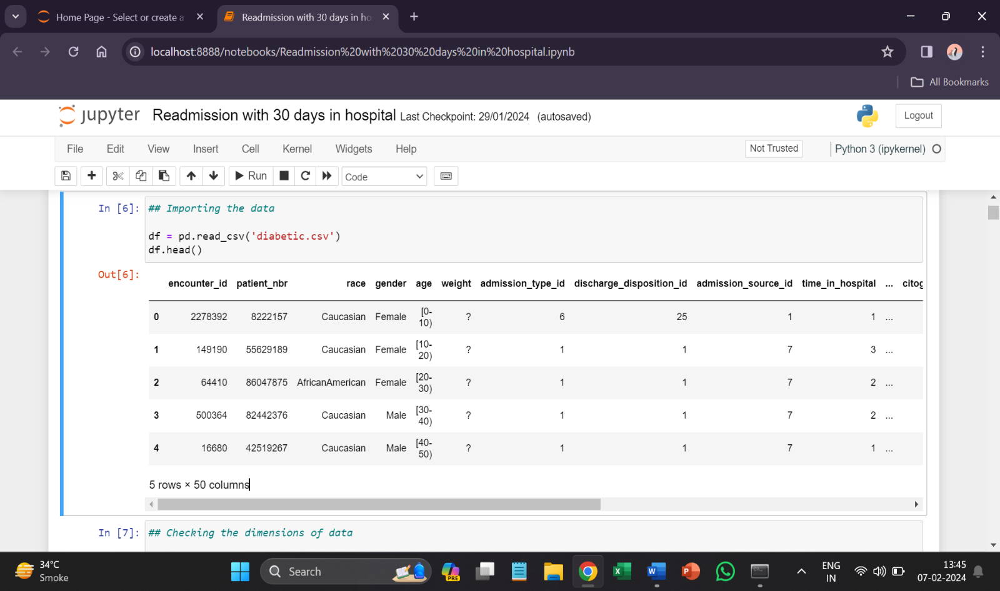 Home Page - Select or create a
Readmission with 30 days in ho
localhost:8888/notebooks/Readmission%20with%2030%20days%20in%20hospital.ipynb
All Bookmarks
jupyter Readmission with 30 days in hospital Last Checkpoint: 29/01/2024 (autosaved)
Logout
File Edit View Insert Cell Kernel Widgets Help
Not Trusted
Python 3 (ipykernel)
Run
Code
In [6]: ## Importing the data
df = pd.read_csv('diabetic.csv')
df.head()
Out[6]:
encounter_id patient_nbr race gender age weight admission_type_id discharge_disposition_id admission_source_id time_in_hospital ... citog
0 2278392 8222157 Caucasian Female [0-10) ? 6 25 1 1 ...
1 149190 55629189 Caucasian Female [10-20) ? 1 1 7 3 ...
2 64410 86047875 AfricanAmerican Female [20-30) ? 1 1 7 2 ...
3 500364 82442376 Caucasian Male [30-40) ? 1 1 7 2 ...
4 16680 42519267 Caucasian Male [40-50) ? 1 1 7 1 ...
5 rows × 50 columns
In [7]: ## Checking the dimensions of data
34°C
Smoke
Search
PRE
ENG
IN
13:45
07-02-2024